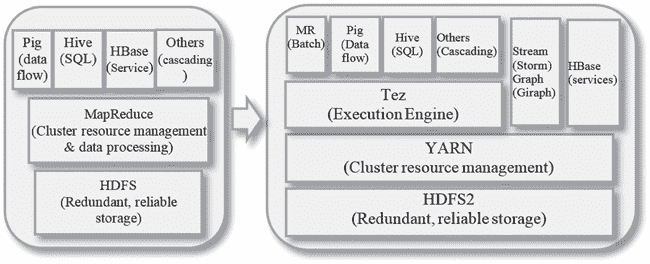 Pig
(data
flow)
Hive
(SQL)
HBase
(Service)
Others
(cascading
)
MapReduce
(Cluster resource management
& data processing)
HDFS
(Redundant, reliable
storage)
MR
(Batch)
Pig
(Data
flow)
Hive
(SQL)
Others
(Cascading)
Stream
(Storm)
Graph
(Giraph)
HBase
(services)
Tez
(Execution Engine)
YARN
(Cluster resource management)
HDFS2
(Redundant, reliable storage)